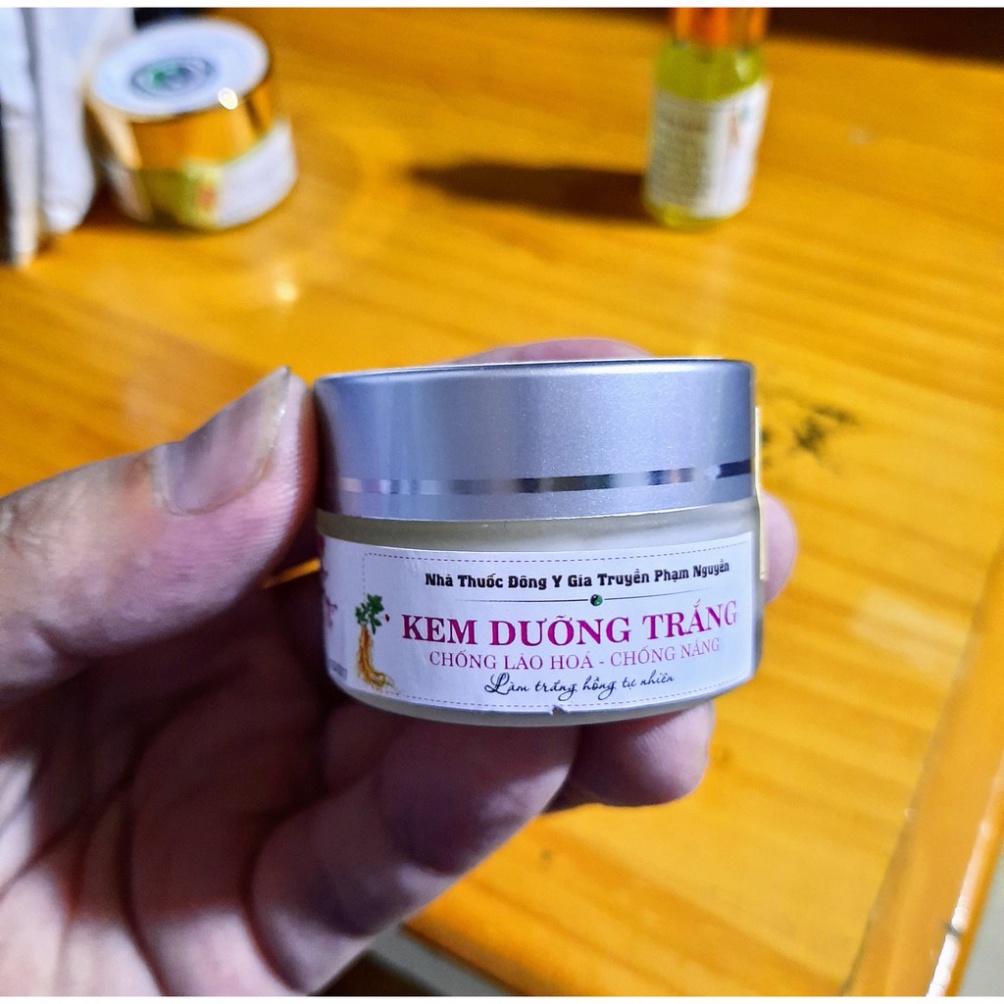 Nhà Thuốc Đông Y Gia Truyền Phạm Nguyên
KEM DƯỠNG TRẮNG
CHỐNG LÃO HOÁ - CHỐNG NẮNG
Làm trắng hồng tự nhiên